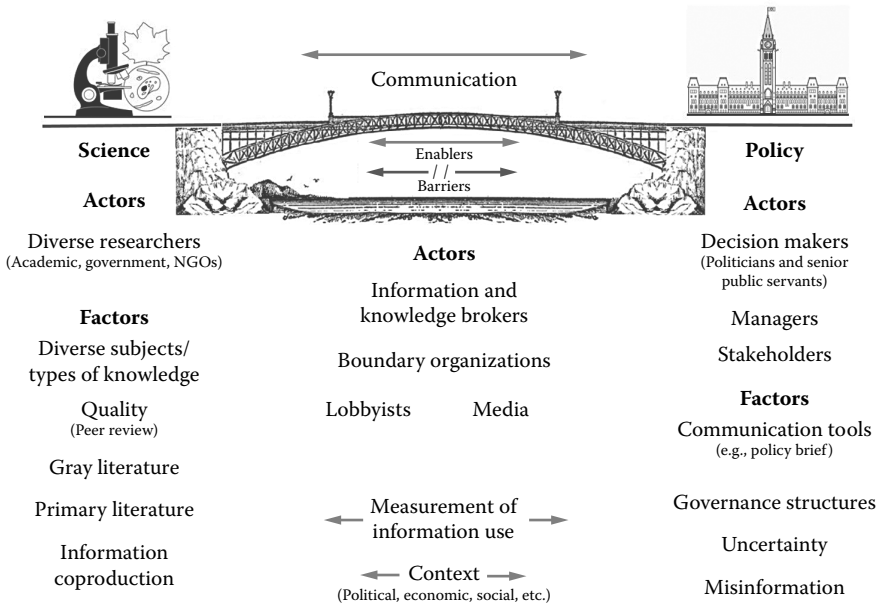 Communication
Enablers
/ /
Barriers
Science
Actors
Diverse researchers
(Academic, government, NGOs)
Factors
Diverse subjects/
types of knowledge
Quality
(Peer review)
Gray literature
Primary literature
Information
coproduction
Actors
Information and
knowledge brokers
Boundary organizations
Lobbyists Media
Measurement of
information use
Context
(Political, economic, social, etc.)
Policy
Actors
Decision makers
(Politicians and senior
public servants)
Managers
Stakeholders
Factors
Communication tools
(e.g., policy brief)
Governance structures
Uncertainty
Misinformation